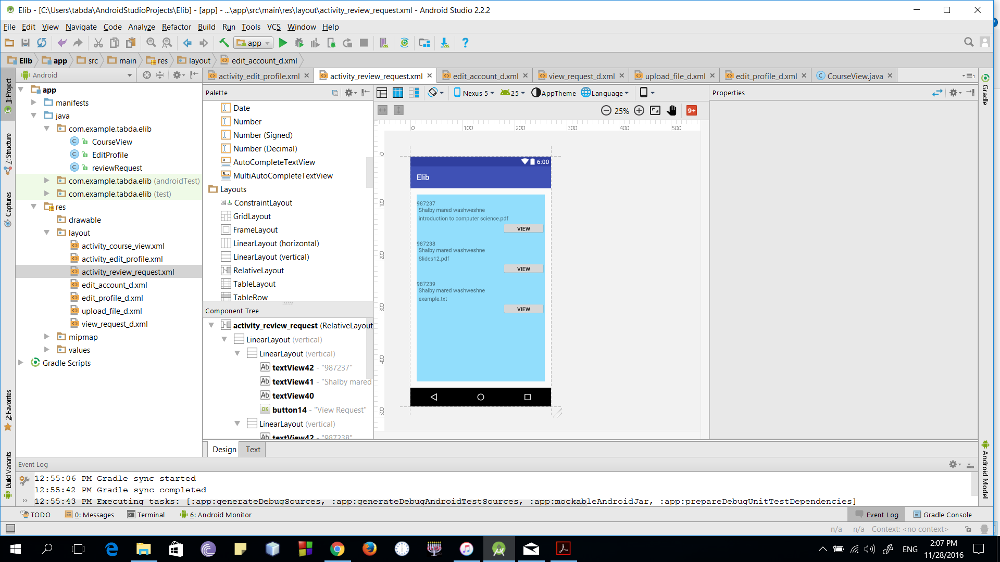 Elib - [C:\Users\tabda\AndroidStudioProjects\Elib] - [app] - ...\app\src\main\res\layout\activity_review_request.xml - Android Studio 2.2.2
File Edit View Navigate Code Analyze Refactor Build Run Tools VCS Window Help
app
Elib app src main res layout edit_account_d.xml
1: Project
7: Structure
Captures
2: Favorites
Build Variants
Android
app
manifests
java
com.example.tabda.elib
CourseView
EditProfile
reviewRequest
com.example.tabda.elib (androidTest)
com.example.tabda.elib (test)
res
drawable
layout
activity_course_view.xml
activity_edit_profile.xml
activity_review_request.xml
edit_account_d.xml
edit_profile_d.xml
upload_file_d.xml
view_request_d.xml
mipmap
values
Gradle Scripts
activity_edit_profile.xml activity_review_request.xml edit_account_d.xml view_request_d.xml upload_file_d.xml edit_profile_d.xml CourseView.java
Palette
Date
Number
Number (Signed)
Number (Decimal)
AutoCompleteTextView
MultiAutoCompleteTextView
Layouts
ConstraintLayout
GridLayout
FrameLayout
LinearLayout (horizontal)
LinearLayout (vertical)
RelativeLayout
TableLayout
TableRow
Component Tree
activity_review_request (RelativeLayout
LinearLayout (vertical)
LinearLayout (vertical)
textView42 - "987237"
textView41 - "Shalby mared
textView40
button14 - "View Request"
LinearLayout (vertical)
textView42 - "987238"
Design Text
Nexus 5 25 AppTheme Language
25% 9+
0 100 200 300 400 500
0
100
200
300
400
500
6:00
Elib
987237
Shalby mared washweshne
introduction to computer science.pdf
VIEW
987238
Shalby mared washweshne
Slides12.pdf
VIEW
987239
Shalby mared washweshne
example.txt
VIEW
Properties
Gradle
Android Model
Event Log
12:55:06 PM Gradle sync started
12:55:42 PM Gradle sync completed
12:55:43 PM Executing tasks: [:app:generateDebugSources, :app:generateDebugAndroidTestSources, :app:mockableAndroidJar, :app:prepareDebugUnitTestDependencies]
TODO 0: Messages Terminal 6: Android Monitor Event Log Gradle Console
n/a n/a Context: <no context>
ENG
2:07 PM
11/28/2016